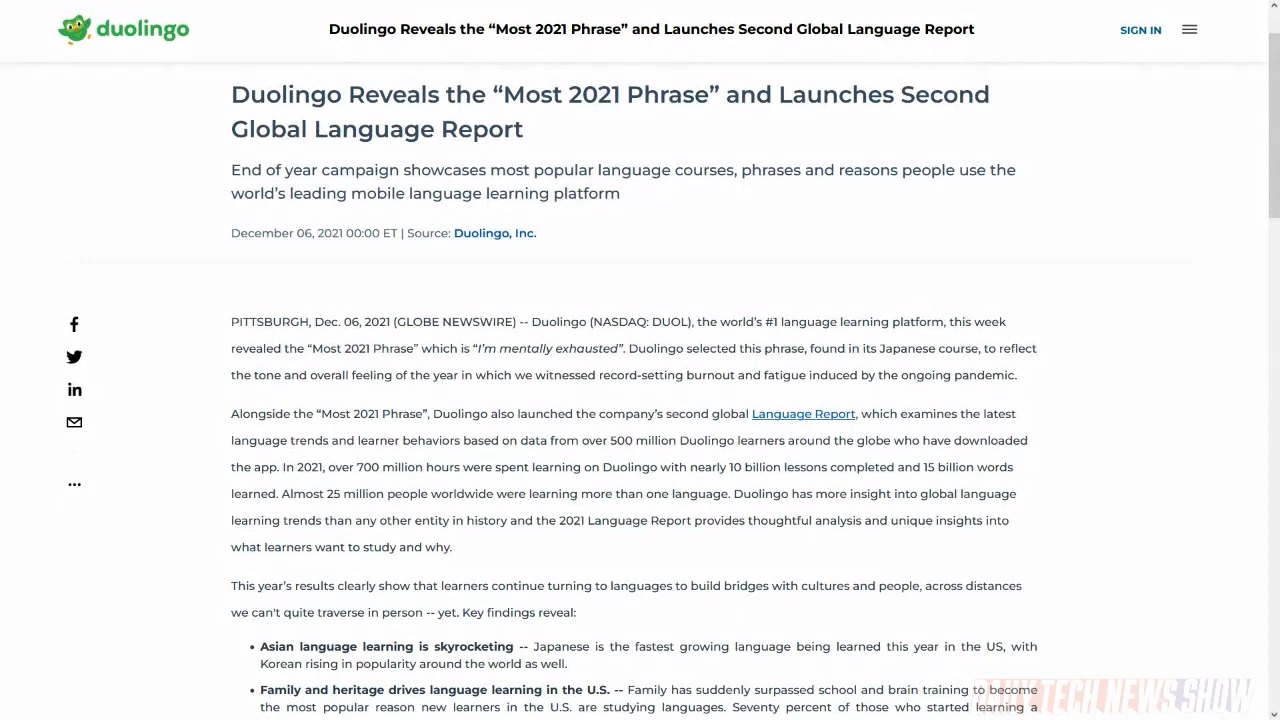 duolingo
Duolingo Reveals the “Most 2021 Phrase” and Launches Second Global Language Report
SIGN IN
Duolingo Reveals the “Most 2021 Phrase” and Launches Second
Global Language Report
End of year campaign showcases most popular language courses, phrases and reasons people use the
world’s leading mobile language learning platform
December 06, 2021 00:00 ET | Source: Duolingo, Inc.
PITTSBURGH, Dec. 06, 2021 (GLOBE NEWSWIRE) -- Duolingo (NASDAQ: DUOL), the world’s #1 language learning platform, this week
revealed the “Most 2021 Phrase” which is “I’m mentally exhausted”. Duolingo selected this phrase, found in its Japanese course, to reflect
the tone and overall feeling of the year in which we witnessed record-setting burnout and fatigue induced by the ongoing pandemic.
Alongside the “Most 2021 Phrase”, Duolingo also launched the company’s second global Language Report, which examines the latest
language trends and learner behaviors based on data from over 500 million Duolingo learners around the globe who have downloaded
the app. In 2021, over 700 million hours were spent learning on Duolingo with nearly 10 billion lessons completed and 15 billion words
learned. Almost 25 million people worldwide were learning more than one language. Duolingo has more insight into global language
learning trends than any other entity in history and the 2021 Language Report provides thoughtful analysis and unique insights into
what learners want to study and why.
This year’s results clearly show that learners continue turning to languages to build bridges with cultures and people, across distances
we can't quite traverse in person -- yet. Key findings reveal:
• Asian language learning is skyrocketing -- Japanese is the fastest growing language being learned this year in the US, with
Korean rising in popularity around the world as well.
• Family and heritage drives language learning in the U.S. -- Family has suddenly surpassed school and brain training to become
the most popular reason new learners in the U.S. are studying languages. Seventy percent of those who started learning a
DAILY TECH NEWS SHOW